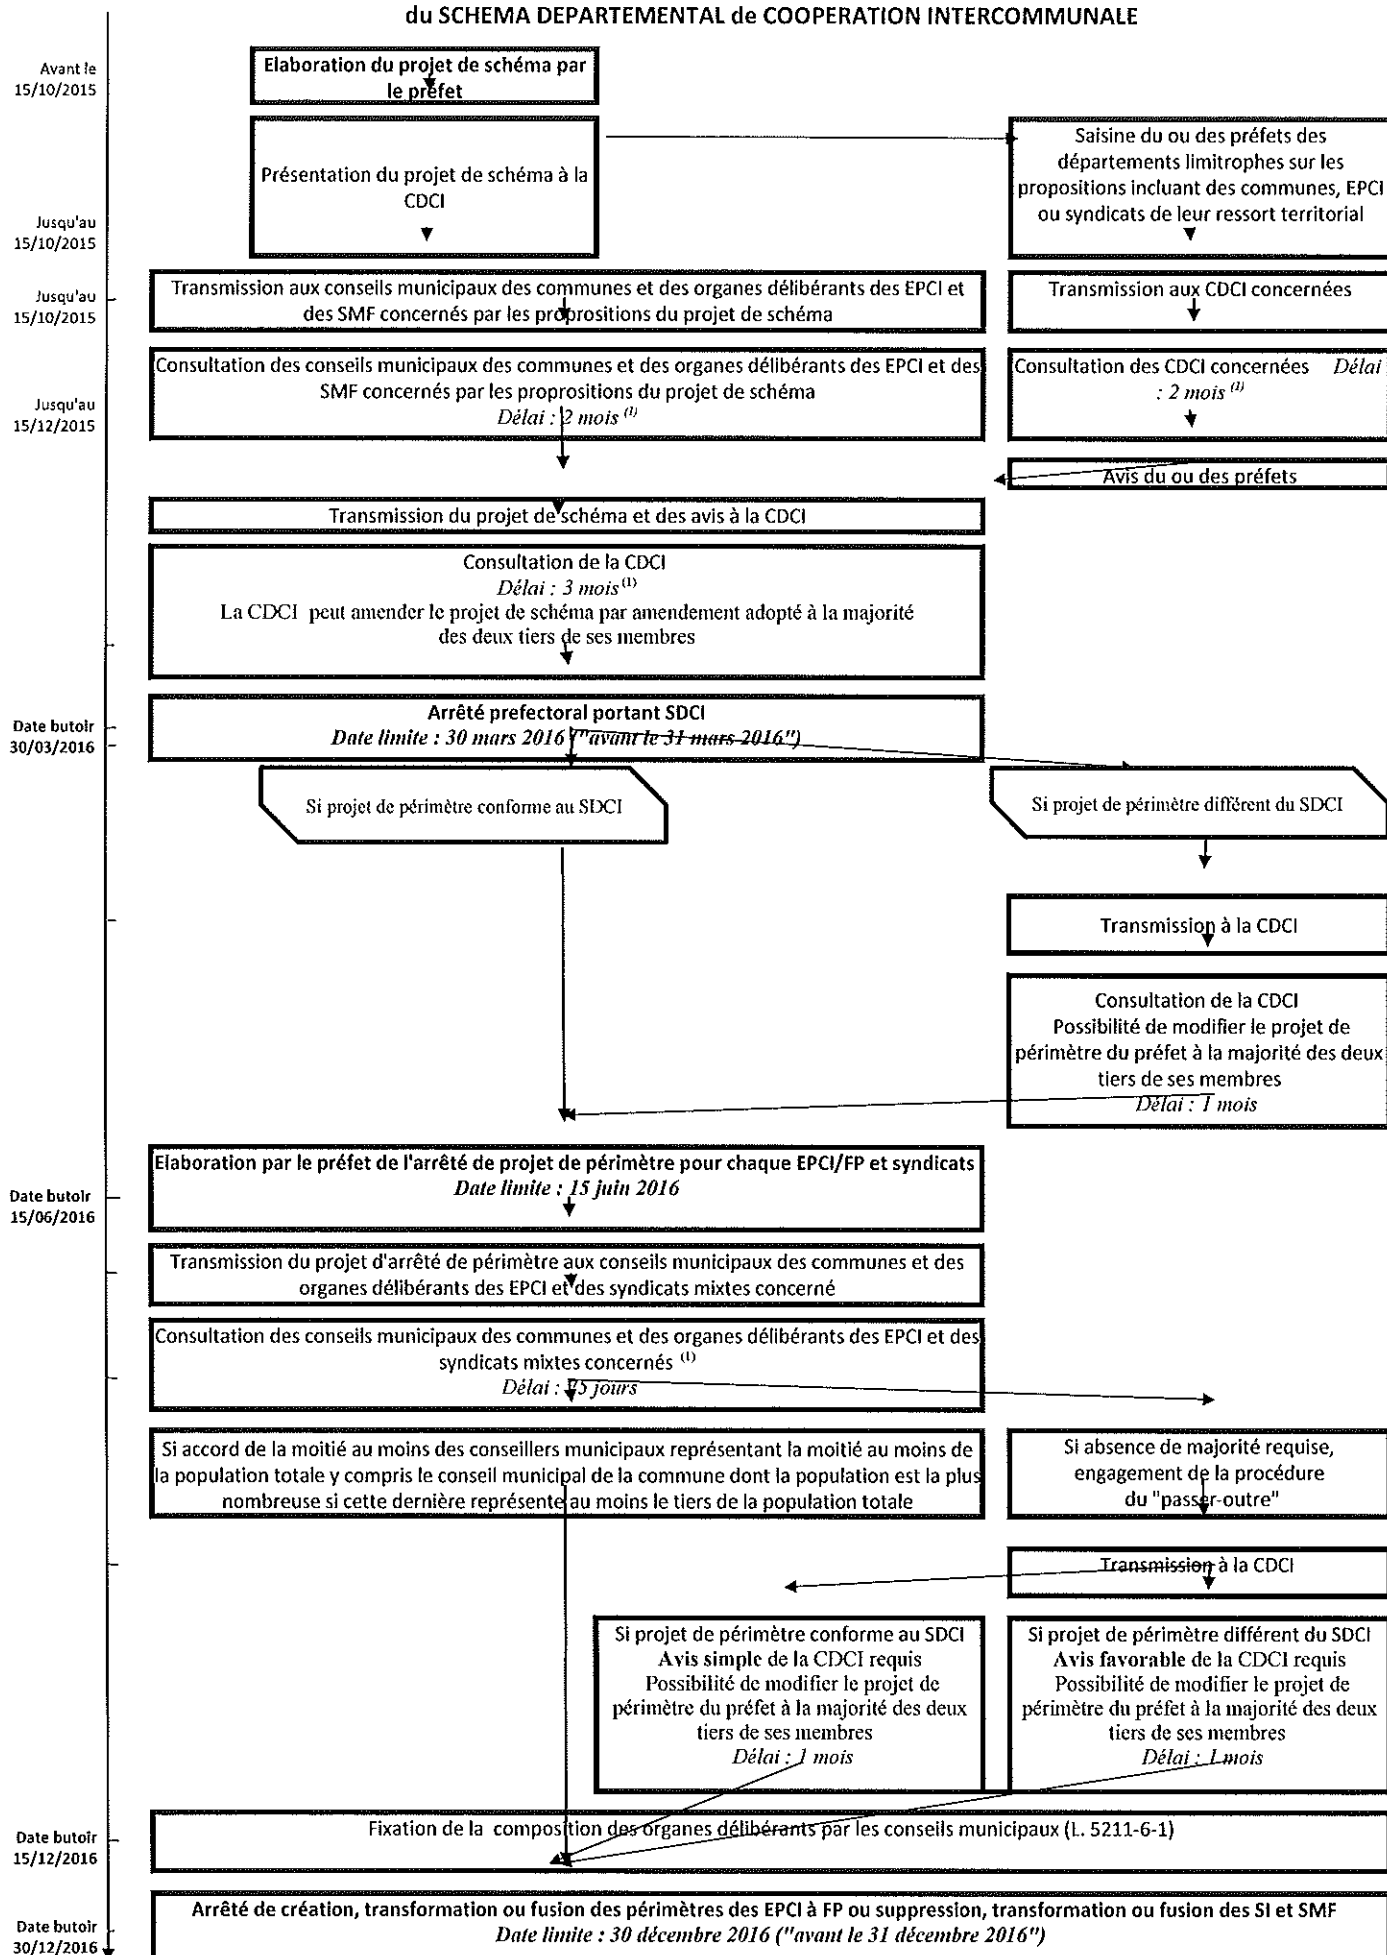 du SCHEMA DEPARTEMENTAL de COOPERATION INTERCOMMUNALE
Avant le
15/10/2015
Elaboration du projet de schéma par
le préfet
Présentation du projet de schéma à la
CDCI
Saisine du ou des préfets des
départements limitrophes sur les
propositions incluant des communes, EPCI
ou syndicats de leur ressort territorial
Jusqu'au
15/10/2015
Jusqu'au
15/10/2015
Transmission aux conseils municipaux des communes et des organes délibérants des EPCI et
des SMF concernés par les proprositions du projet de schéma
Transmission aux CDCI concernées
Jusqu'au
15/12/2015
Consultation des conseils municipaux des communes et des organes délibérants des EPCI et des
SMF concernés par les proprositions du projet de schéma
Délai : 2 mois (1)
Consultation des CDCI concernées Délai
: 2 mois (1)
Avis du ou des préfets
Transmission du projet de schéma et des avis à la CDCI
Consultation de la CDCI
Délai : 3 mois (1)
La CDCI peut amender le projet de schéma par amendement adopté à la majorité
des deux tiers de ses membres
Date butoir
30/03/2016
Arrêté prefectoral portant SDCI
Date limite : 30 mars 2016 ("avant le 31 mars 2016")
Si projet de périmètre conforme au SDCI
Si projet de périmètre différent du SDCI
Transmission à la CDCI
Consultation de la CDCI
Possibilité de modifier le projet de
périmètre du préfet à la majorité des deux
tiers de ses membres
Délai : 1 mois
Date butoir
15/06/2016
Elaboration par le préfet de l'arrêté de projet de périmètre pour chaque EPCI/FP et syndicats
Date limite : 15 juin 2016
Transmission du projet d'arrêté de périmètre aux conseils municipaux des communes et des
organes délibérants des EPCI et des syndicats mixtes concerné
Consultation des conseils municipaux des communes et des organes délibérants des EPCI et des
syndicats mixtes concernés (1)
Délai : 75 jours
Si accord de la moitié au moins des conseillers municipaux représentant la moitié au moins de
la population totale y compris le conseil municipal de la commune dont la population est la plus
nombreuse si cette dernière représente au moins le tiers de la population totale
Si absence de majorité requise,
engagement de la procédure
du "passer-outre"
Transmission à la CDCI
Si projet de périmètre conforme au SDCI
Avis simple de la CDCI requis
Possibilité de modifier le projet de
périmètre du préfet à la majorité des deux
tiers de ses membres
Délai : 1 mois
Si projet de périmètre différent du SDCI
Avis favorable de la CDCI requis
Possibilité de modifier le projet de
périmètre du préfet à la majorité des deux
tiers de ses membres
Délai : 1 mois
Date butoir
15/12/2016
Fixation de la composition des organes délibérants par les conseils municipaux (L. 5211-6-1)
Date butoir
30/12/2016
Arrêté de création, transformation ou fusion des périmètres des EPCI à FP ou suppression, transformation ou fusion des SI et SMF
Date limite : 30 décembre 2016 ("avant le 31 décembre 2016")